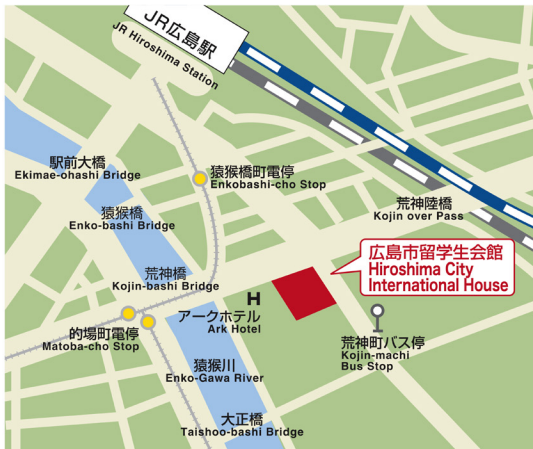 JR広島駅
JR Hiroshima Station
駅前大橋
Ekimae-ohashi Bridge
猿猴橋町電停
Enkobashi-cho Stop
猿猴橋
Enko-bashi Bridge
荒神陸橋
Kojin over Pass
広島市留学生会館
Hiroshima City
International House
荒神橋
Kojin-bashi Bridge
H
アークホテル
Ark Hotel
的場町電停
Matoba-cho Stop
荒神町バス停
Kojin-machi
Bus Stop
猿猴川
Enko-Gawa River
大正橋
Taishoo-bashi Bridge